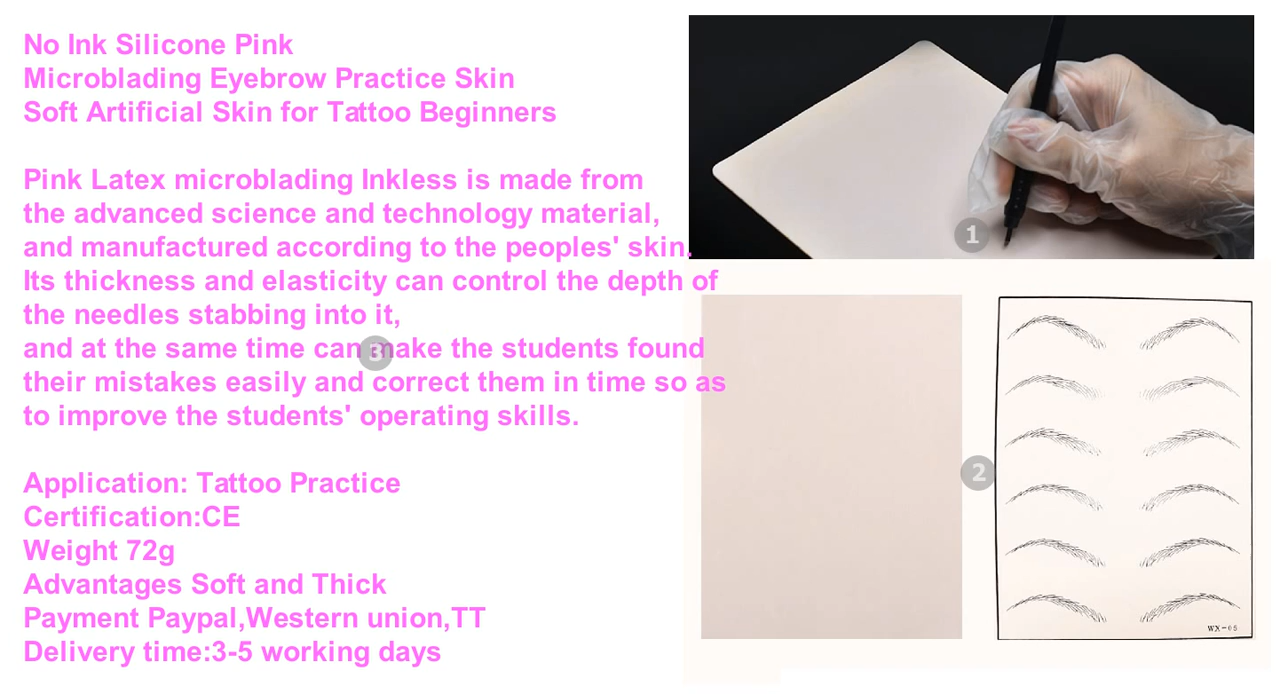 No Ink Silicone Pink
Microblading Eyebrow Practice Skin
Soft Artificial Skin for Tattoo Beginners
Pink Latex microblading Inkless is made from
the advanced science and technology material,
and manufactured according to the peoples' skin.
Its thickness and elasticity can control the depth of
the needles stabbing into it,
and at the same time can make the students found
their mistakes easily and correct them in time so as
to improve the students' operating skills.
Application: Tattoo Practice
Certification:CE
Weight 72g
Advantages Soft and Thick
Payment Paypal,Western union,TT
Delivery time:3-5 working days
1
2
3
WX-05